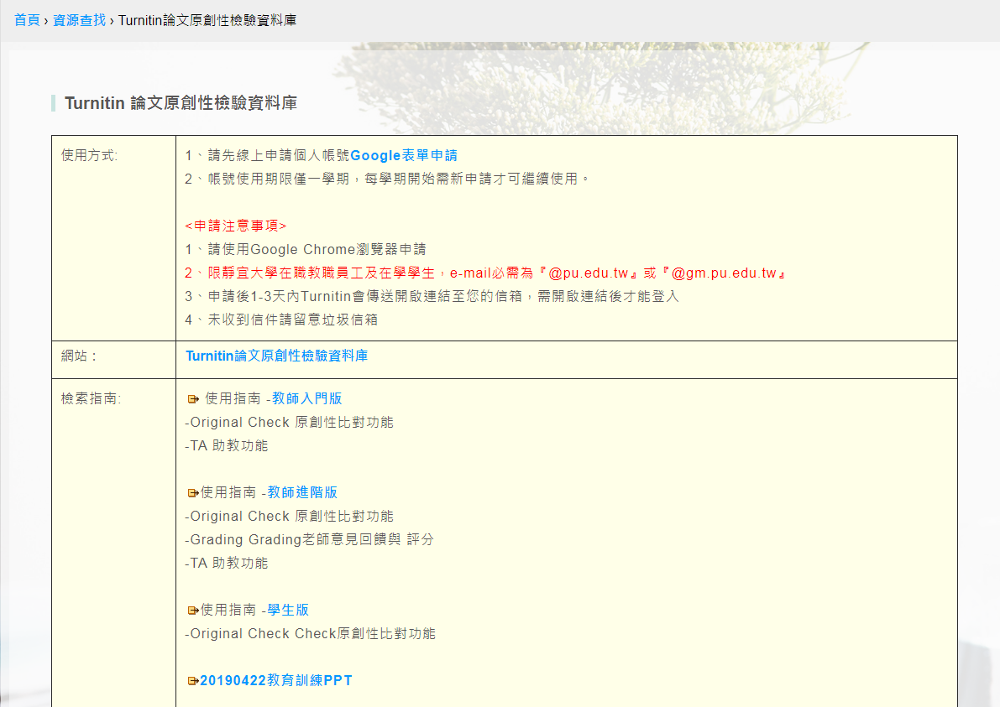 首頁 › 資源查找 › Turnitin論文原創性檢驗資料庫
Turnitin 論文原創性檢驗資料庫
使用方式:
1、請先線上申請個人帳號Google表單申請
2、帳號使用期限僅一學期，每學期開始需新申請才可繼續使用。
<申請注意事項>
1、請使用Google Chrome瀏覽器申請
2、限靜宜大學在職教職員工及在學學生，e-mail必需為『@pu.edu.tw』或『@gm.pu.edu.tw』
3、申請後1-3天內Turnitin會傳送開啟連結至您的信箱，需開啟連結後才能登入
4、未收到信件請留意垃圾信箱
網站：
Turnitin論文原創性檢驗資料庫
檢索指南:
使用指南 -教師入門版
-Original Check 原創性比對功能
-TA 助教功能
使用指南 -教師進階版
-Original Check 原創性比對功能
-Grading Grading老師意見回饋與 評分
-TA 助教功能
使用指南 -學生版
-Original Check Check原創性比對功能
20190422教育訓練PPT